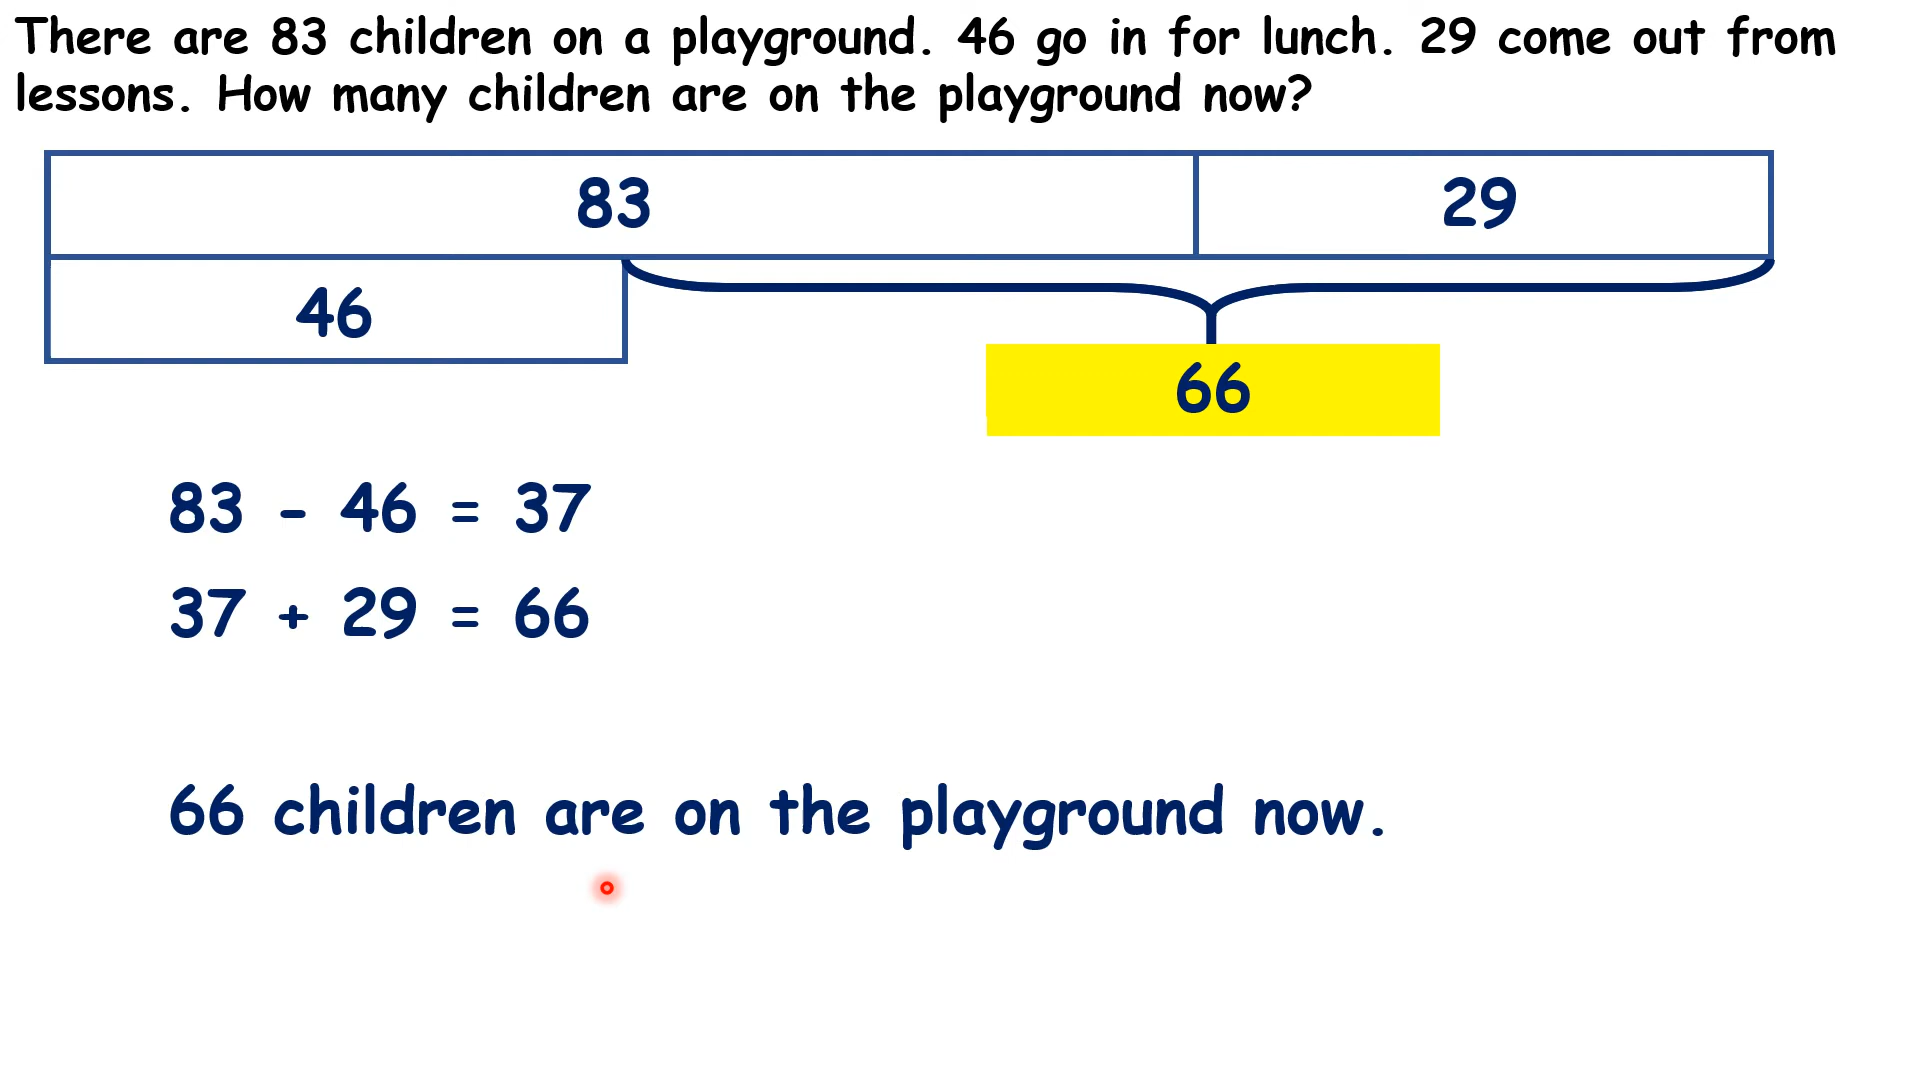 There are 83 children on a playground. 46 go in for lunch. 29 come out from
lessons. How many children are on the playground now?
83 29
46
66
83 - 46 = 37
37 + 29 = 66
66 children are on the playground now.